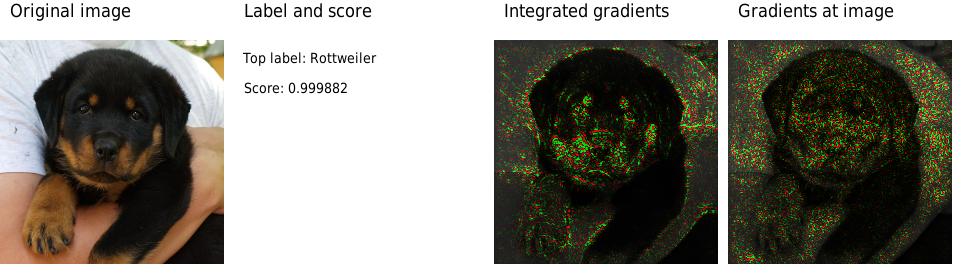 Original image
Label and score
Integrated gradients
Gradients at image
Top label: Rottweiler
Score: 0.999882